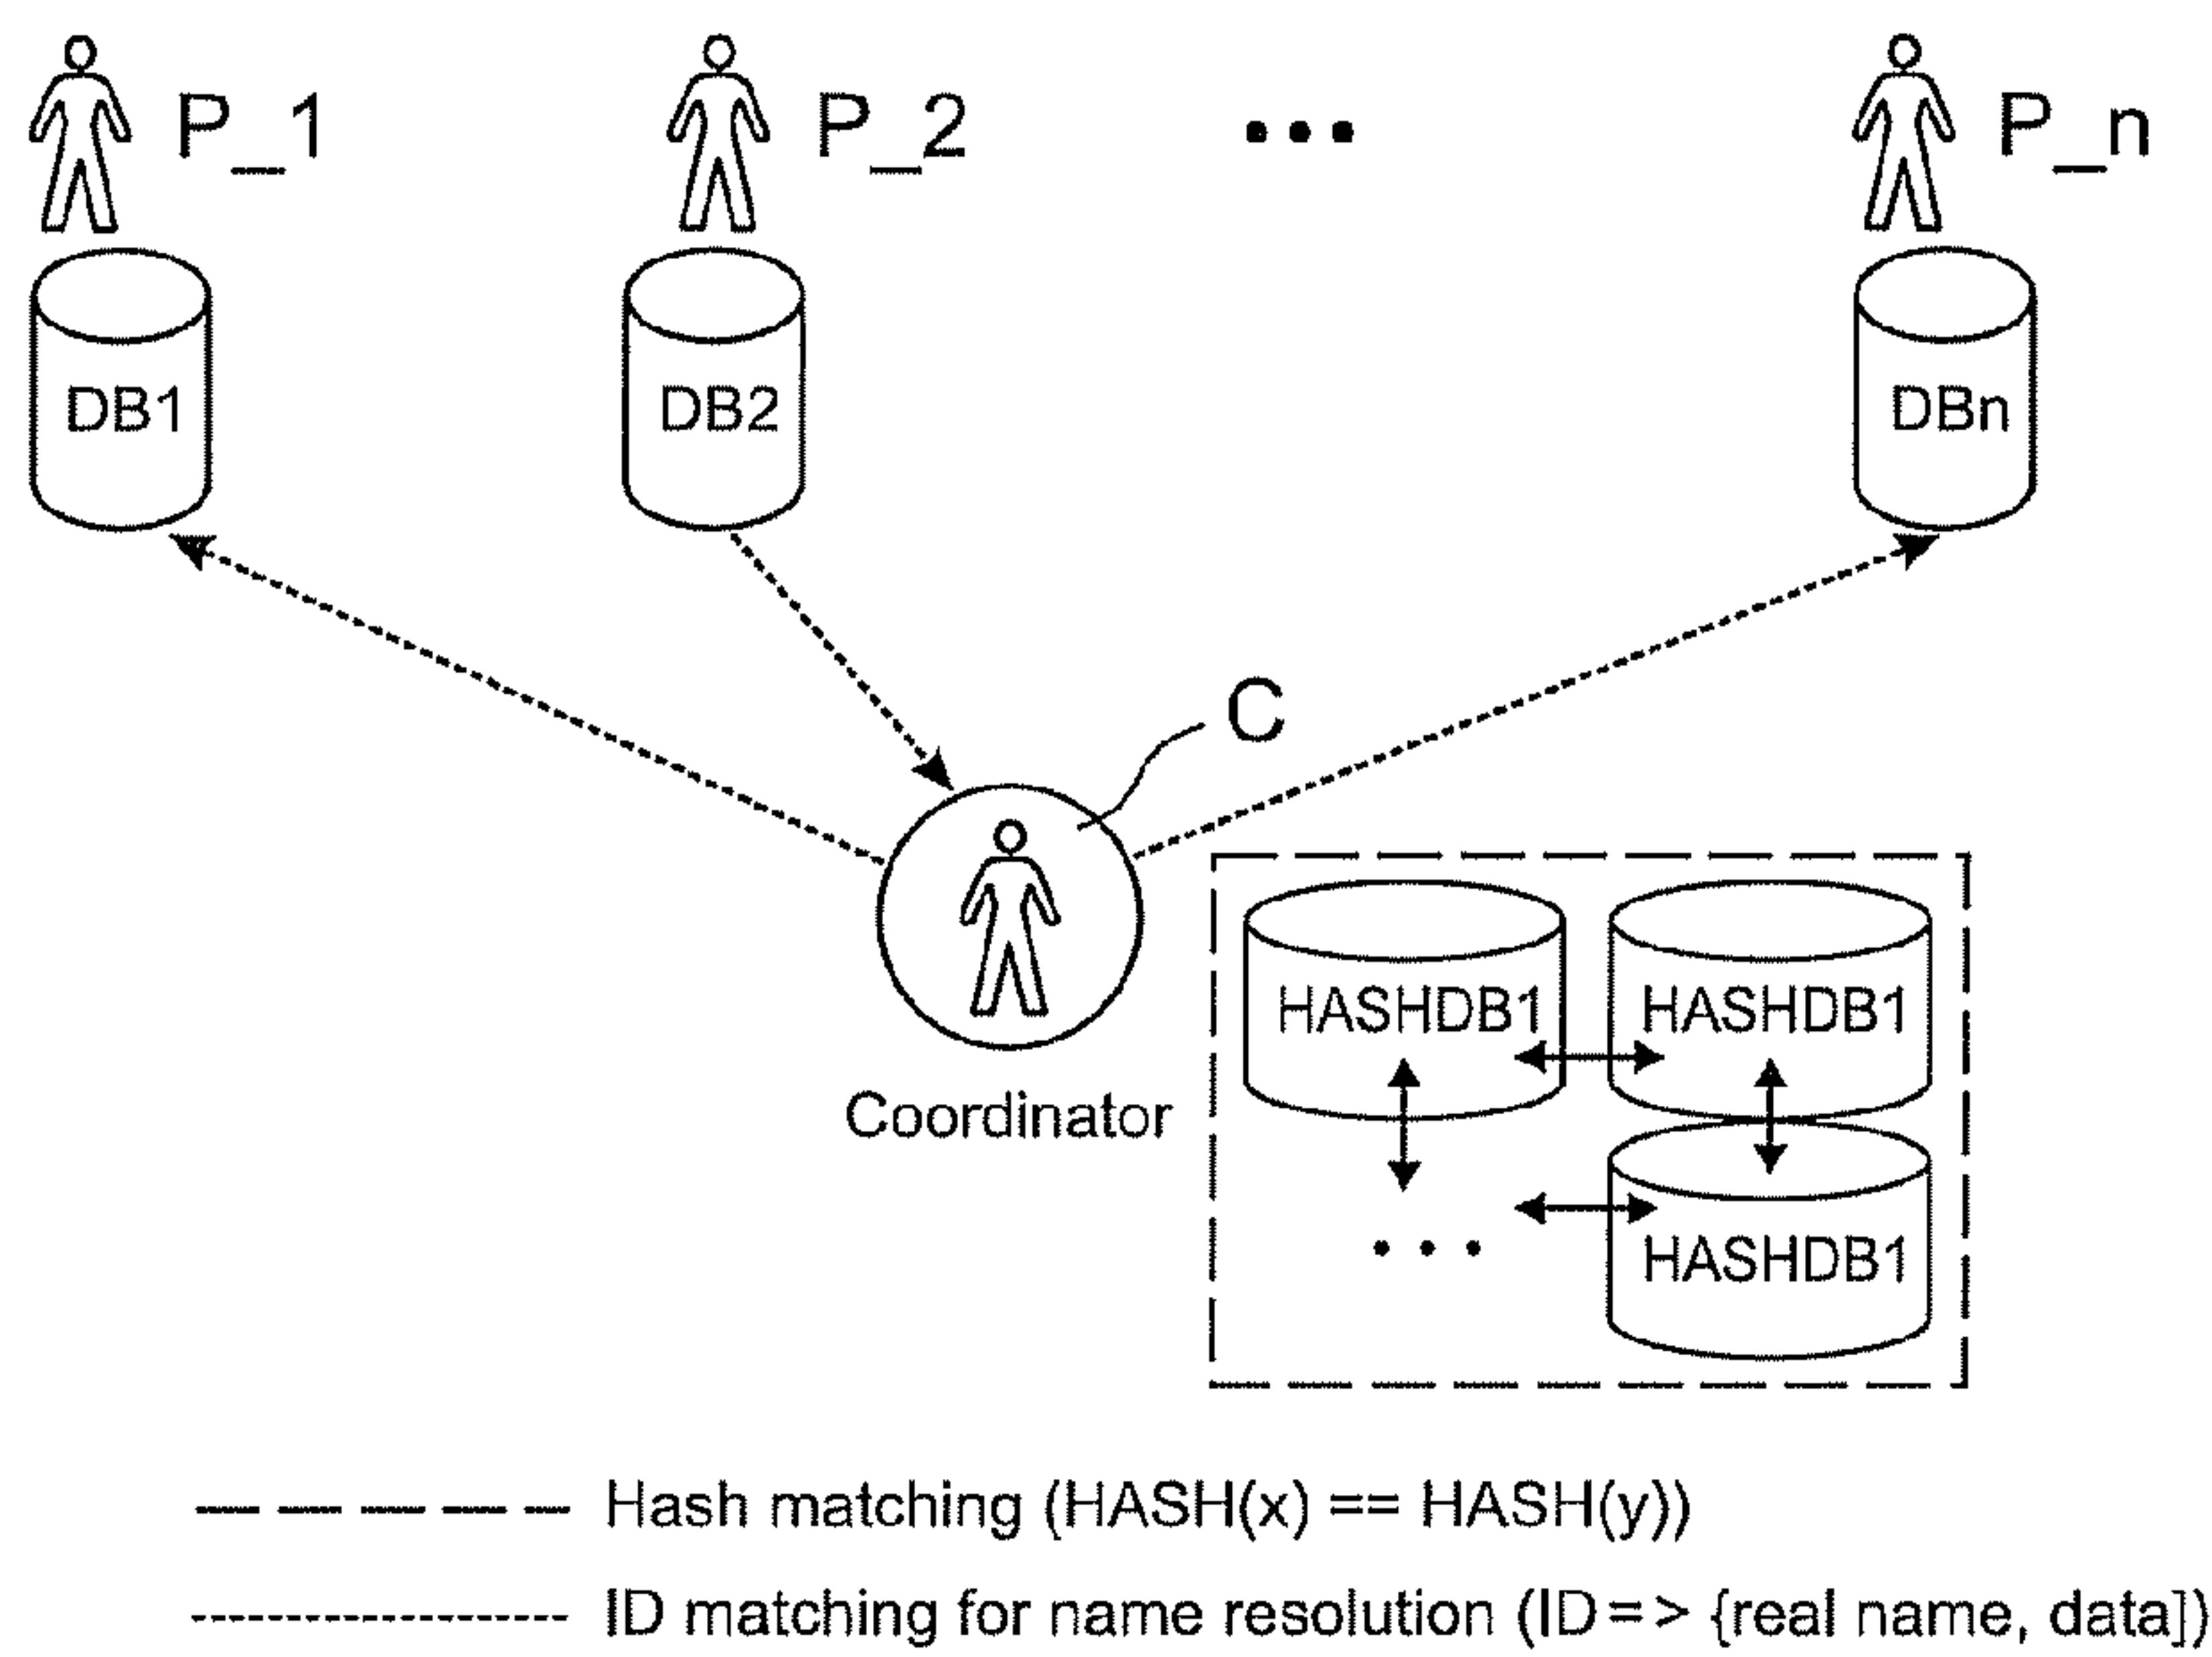 P_1 P_2 ... P_n
DB1 DB2 DBn
C
HASHDB1 HASHDB1
Coordinator
... HASHDB1
Hash matching (HASH(x) == HASH(y))
ID matching for name resolution (ID = > {real name, data])